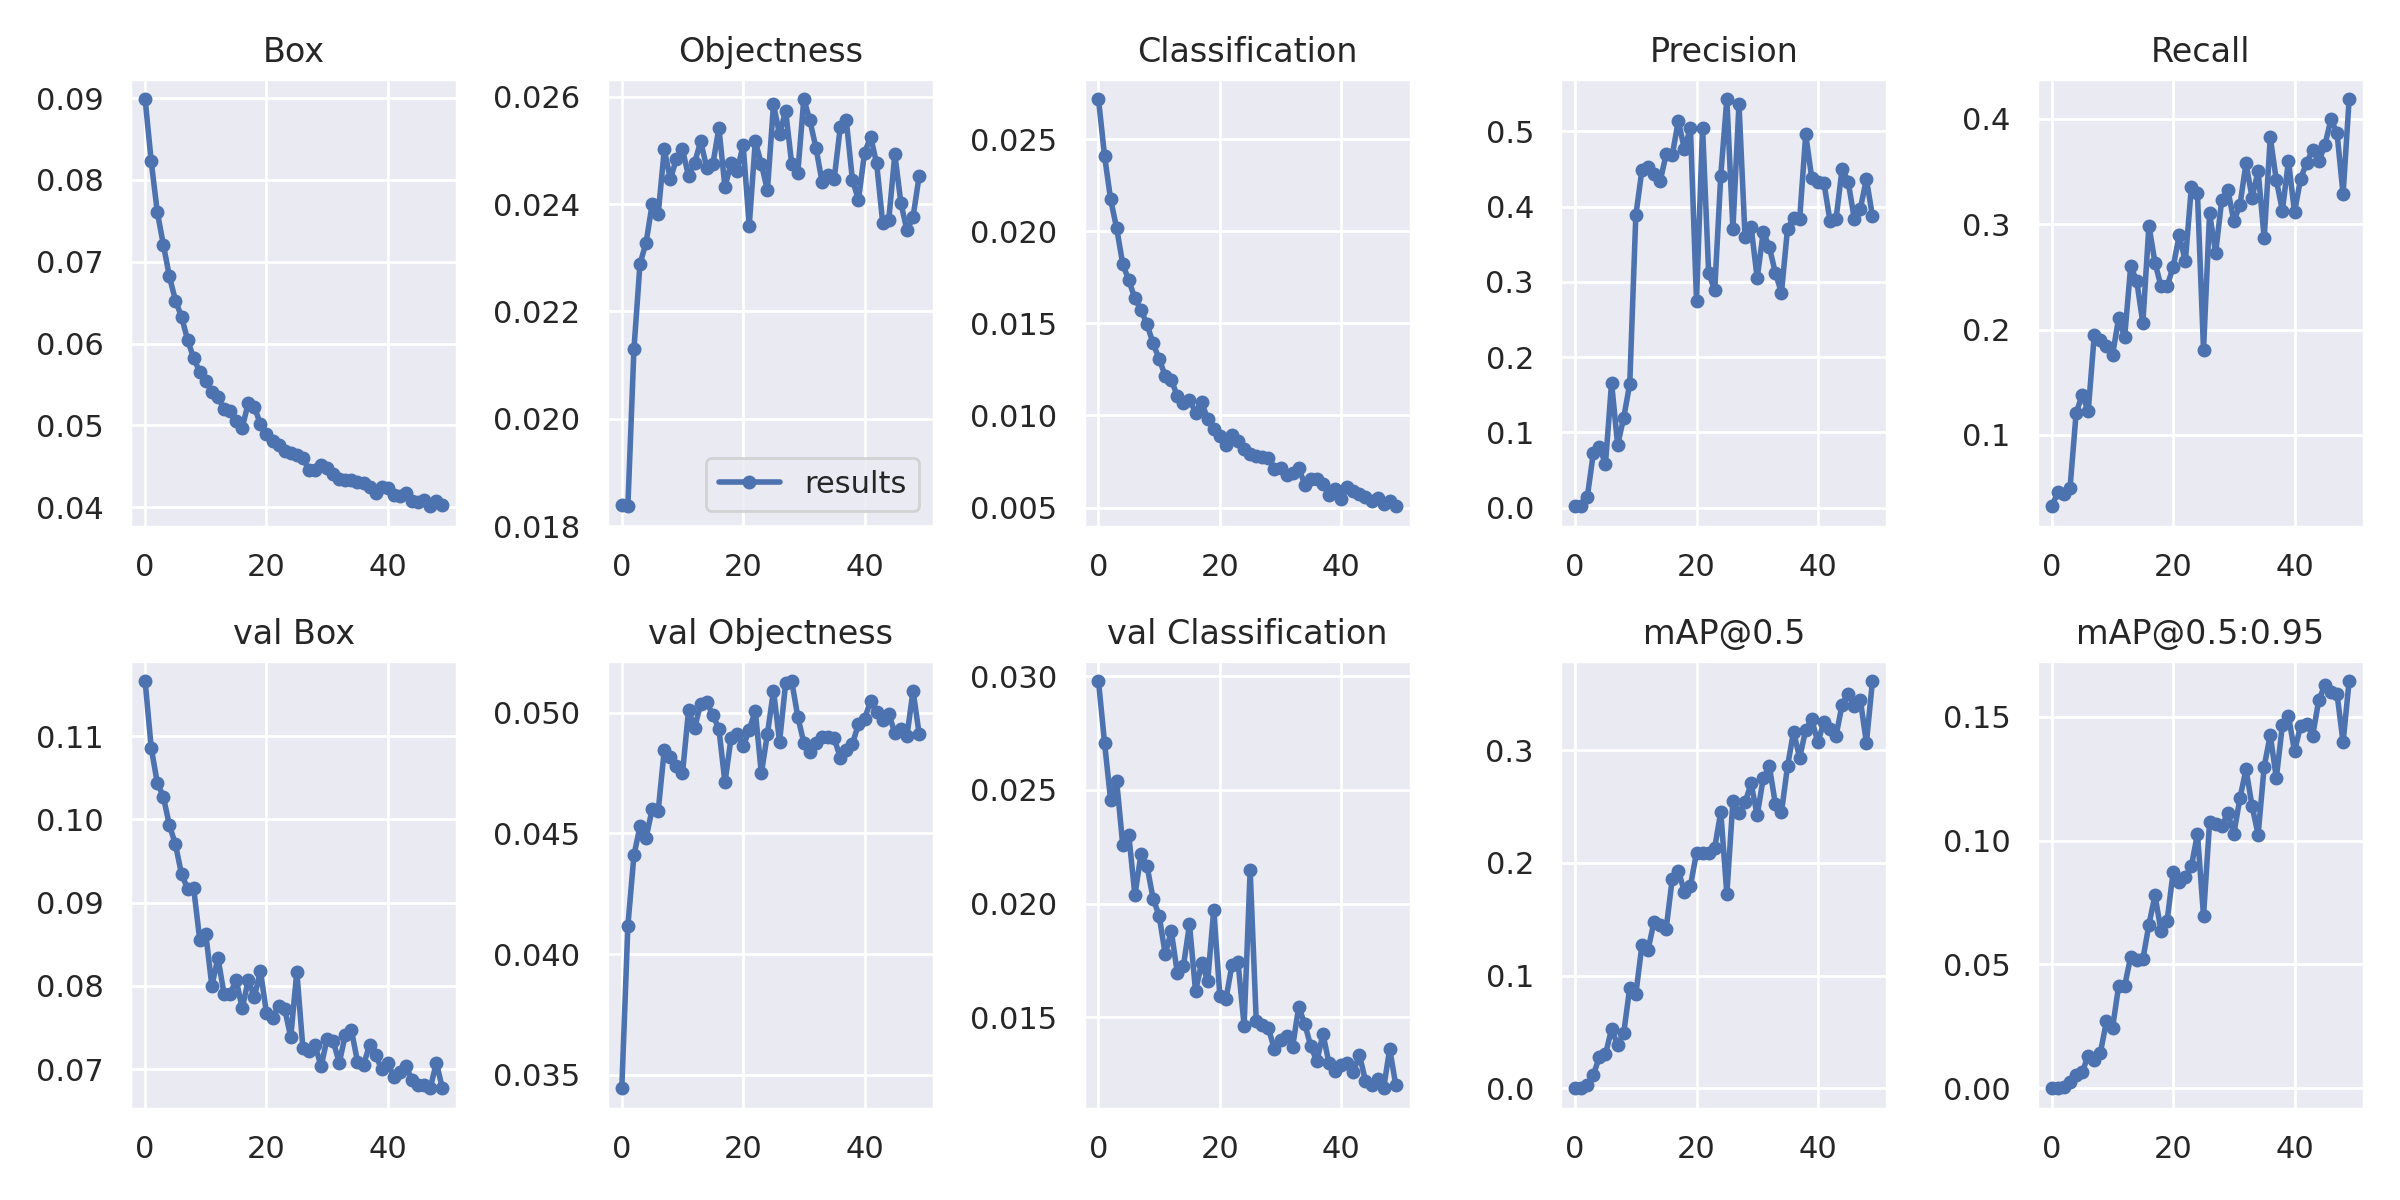 Box
0.09
0.08
0.07
0.06
0.05
0.04
0 20 40
Objectness
0.026
0.024
0.022
0.020
0.018
results
0 20 40
Classification
0.025
0.020
0.015
0.010
0.005
0 20 40
Precision
0.5
0.4
0.3
0.2
0.1
0.0
0 20 40
Recall
0.4
0.3
0.2
0.1
0 20 40
val Box
0.11
0.10
0.09
0.08
0.07
0 20 40
val Objectness
0.050
0.045
0.040
0.035
0 20 40
val Classification
0.030
0.025
0.020
0.015
0 20 40
mAP@0.5
0.3
0.2
0.1
0.0
0 20 40
mAP@0.5:0.95
0.15
0.10
0.05
0.00
0 20 40